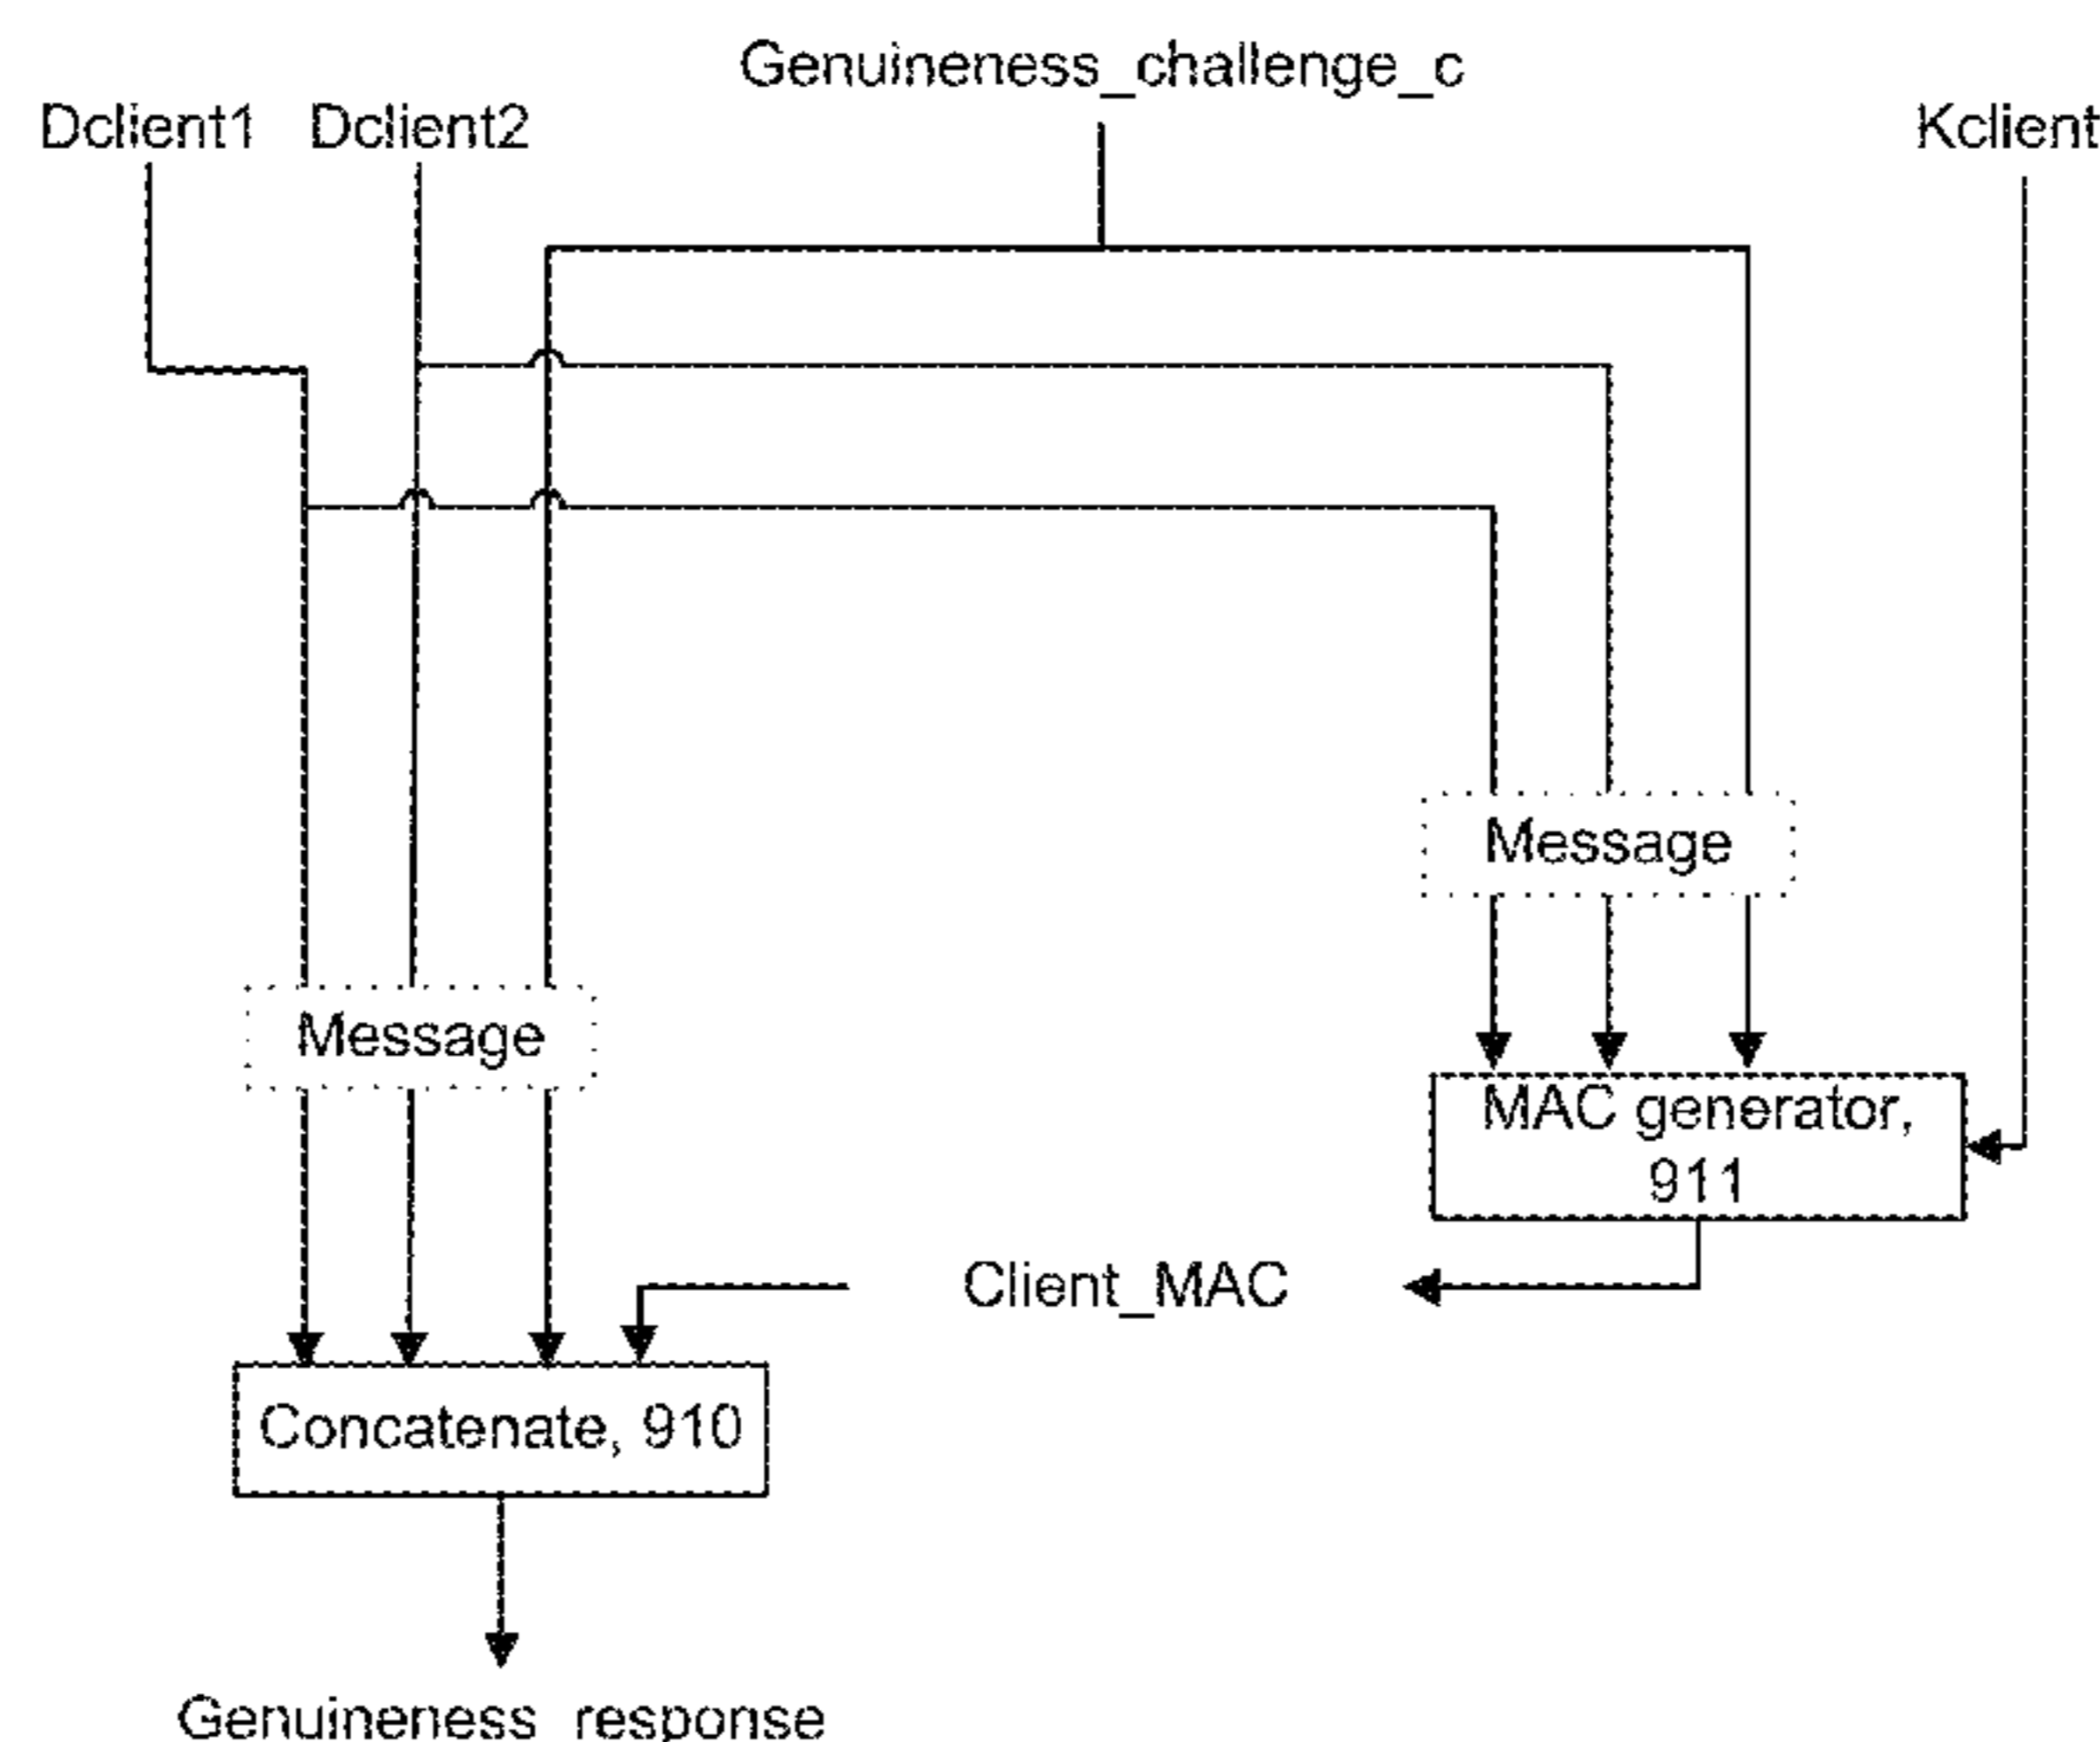 Genuineness_challenge_c
Dclient1
Dclient2
Kclient
Message
Message
MAC generator,
911
Client_MAC
Concatenate, 910
Genuineness_response